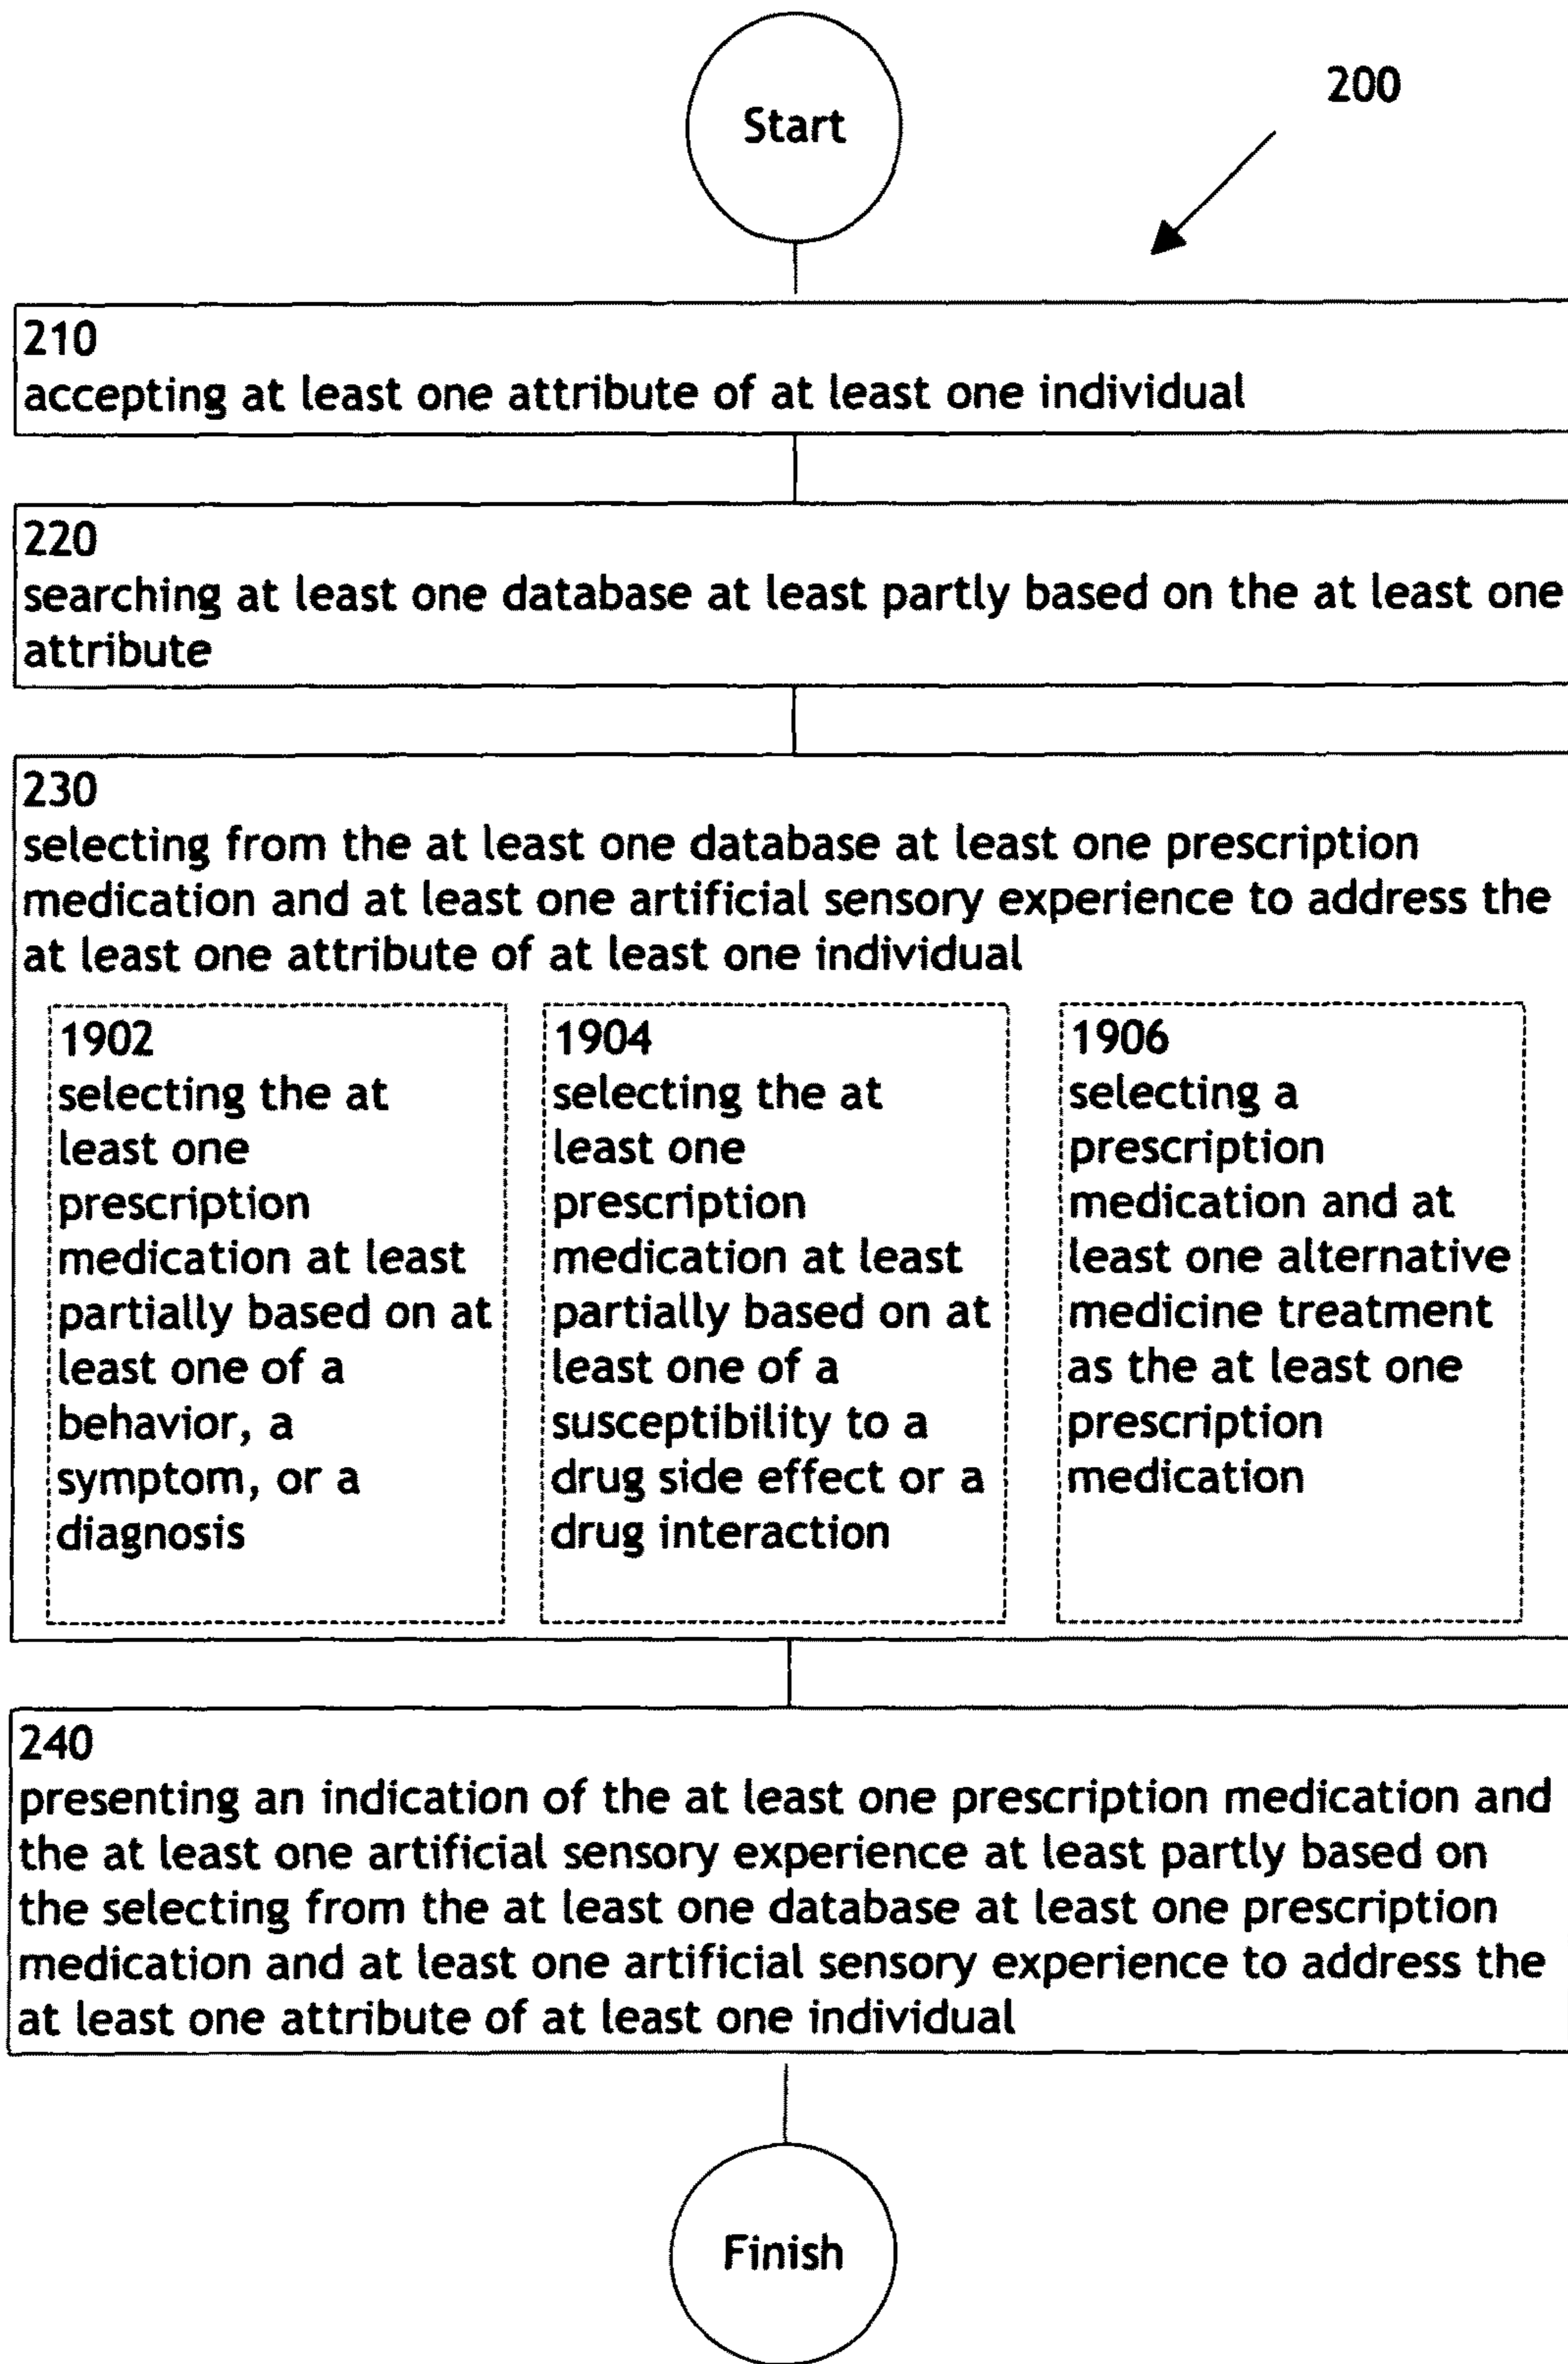 Start
200
210
accepting at least one attribute of at least one individual
220
searching at least one database at least partly based on the at least one
attribute
230
selecting from the at least one database at least one prescription
medication and at least one artificial sensory experience to address the
at least one attribute of at least one individual
1902
selecting the at
least one
prescription
medication at least
partially based on at
least one of a
behavior, a
symptom, or a
diagnosis
1904
selecting the at
least one
prescription
medication at least
partially based on at
least one of a
susceptibility to a
drug side effect or a
drug interaction
1906
selecting a
prescription
medication and at
least one alternative
medicine treatment
as the at least one
prescription
medication
240
presenting an indication of the at least one prescription medication and
the at least one artificial sensory experience at least partly based on
the selecting from the at least one database at least one prescription
medication and at least one artificial sensory experience to address the
at least one attribute of at least one individual
Finish